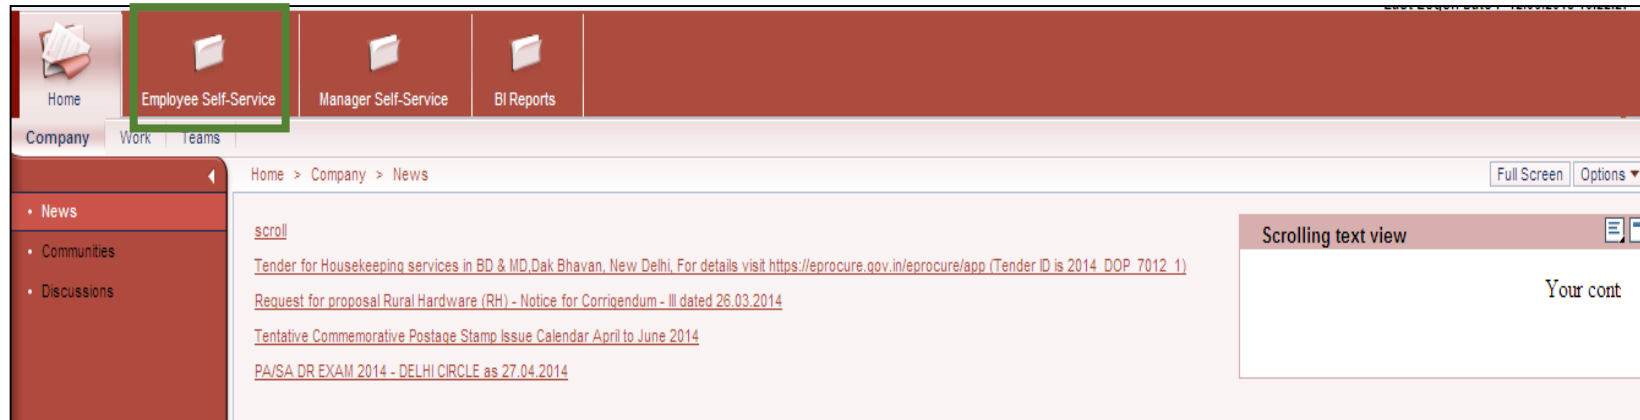 Home
Employee Self-Service
Manager Self-Service
BI Reports
Company Work Teams
Home > Company > News
Full Screen Options
• News
• Communities
• Discussions
scroll
Tender for Housekeeping services in BD & MD,Dak Bhavan, New Delhi, For details visit https://eprocure.gov.in/eprocure/app (Tender ID is 2014_DOP_7012_1)
Request for proposal Rural Hardware (RH) - Notice for Corrigendum - III dated 26.03.2014
Tentative Commemorative Postage Stamp Issue Calendar April to June 2014
PA/SA DR EXAM 2014 - DELHI CIRCLE as 27.04.2014
Scrolling text view
Your cont